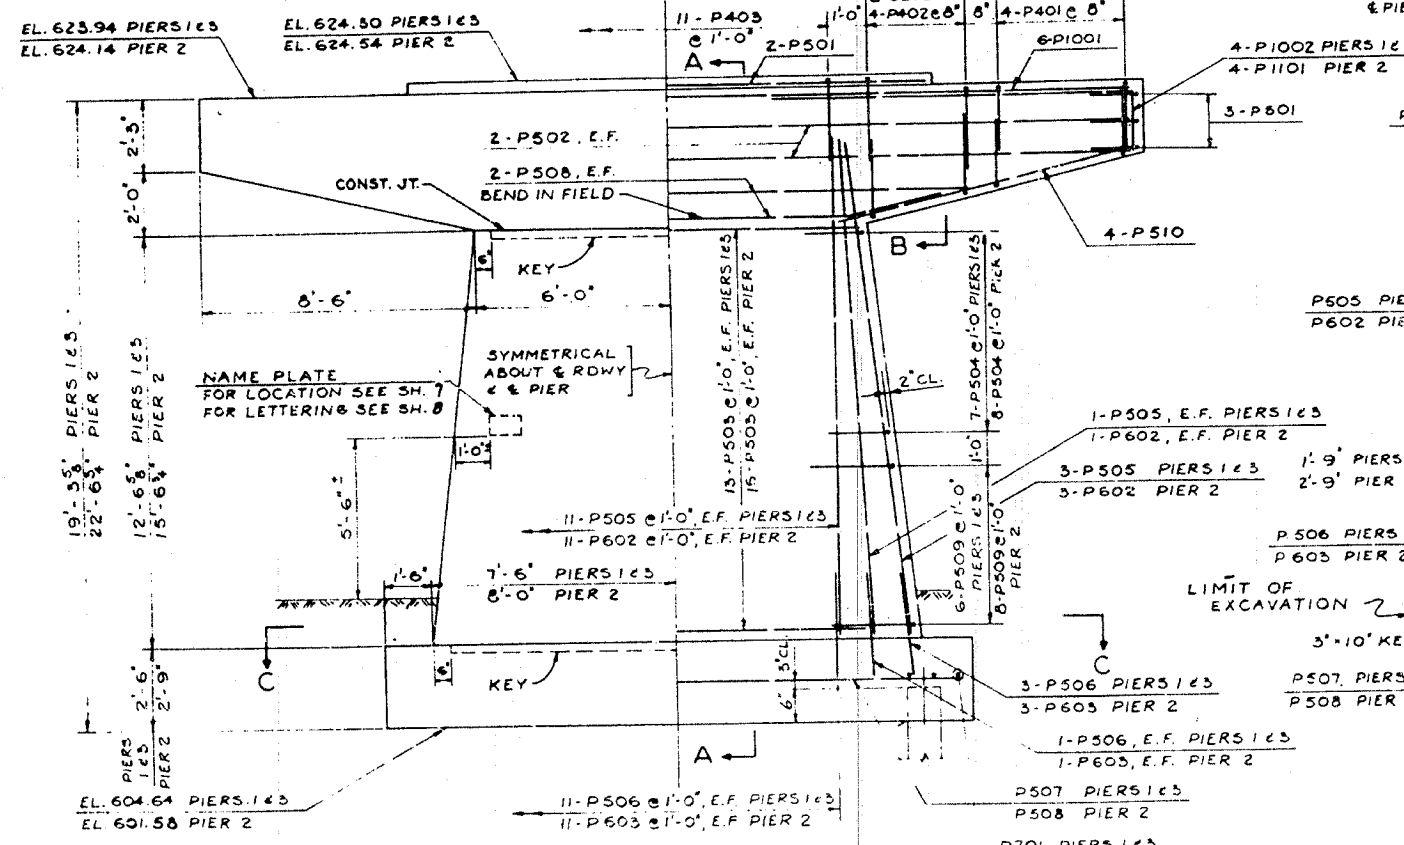 EL. 623.94 PIERS 1 & 3
EL. 624.14 PIER 2
EL. 624.30 PIERS 1 & 3
EL. 624.54 PIER 2
11 - P403
@ 1'-0"
1'-0"
4-P402 @ 8"
8"
4-P401 @ 8"
A
2-P501
6-P1001
4-P1002 PIERS 1 &
4-P1101 PIER 2
3-P501
2'-3"
2'-0"
2-P502, E.F.
2-P508, E.F.
BEND IN FIELD
CONST. JT.
KEY
6"
8'-6"
6'-0"
B
4-P510
19'-3 5/8" PIERS 1 & 3
22'-6 3/4" PIER 2
12'-6 5/8" PIERS 1 & 3
15'-6 3/4" PIER 2
NAME PLATE
FOR LOCATION SEE SH. 7
FOR LETTERING SEE SH. 8
SYMMETRICAL
ABOUT ℄ RDWY
& ℄ PIER
13-P503 @ 1'-0", E.F. PIERS 1 & 3
15-P503 @ 1'-0", E.F. PIER 2
7-P504 @ 1'-0" PIERS 1 & 3
8-P504 @ 1'-0" PIER 2
2" CL.
1'-0"
P505 PIE
P602 PIE
1'-0"±
5'-6"±
1-P505, E.F. PIERS 1 & 3
1-P602, E.F. PIER 2
3-P505 PIERS 1 & 3
3-P602 PIER 2
1'-9" PIERS
2'-9" PIER
11-P505 @ 1'-0", E.F. PIERS 1 & 3
11-P602 @ 1'-0", E.F. PIER 2
6-P509 @ 1'-0"
PIERS 1 & 3
8-P509 @ 1'-0"
PIER 2
P506 PIERS
P603 PIER 2
1'-6"
7'-6" PIERS 1 & 3
8'-0" PIER 2
LIMIT OF
EXCAVATION
3"×10" KE
C
C
6"
KEY
3" CL.
6"
2'-6"
2'-9"
PIERS
1 & 3
PIER 2
3-P506 PIERS 1 & 3
3-P603 PIER 2
P507 PIERS
P508 PIER
A
1-P506, E.F. PIERS 1 & 3
1-P603, E.F. PIER 2
EL. 604.64 PIERS 1 & 3
EL. 601.58 PIER 2
11-P506 @ 1'-0", E.F. PIERS 1 & 3
11-P603 @ 1'-0", E.F. PIER 2
P507 PIERS 1 & 3
P508 PIER 2
P701 PIERS 1 & 3